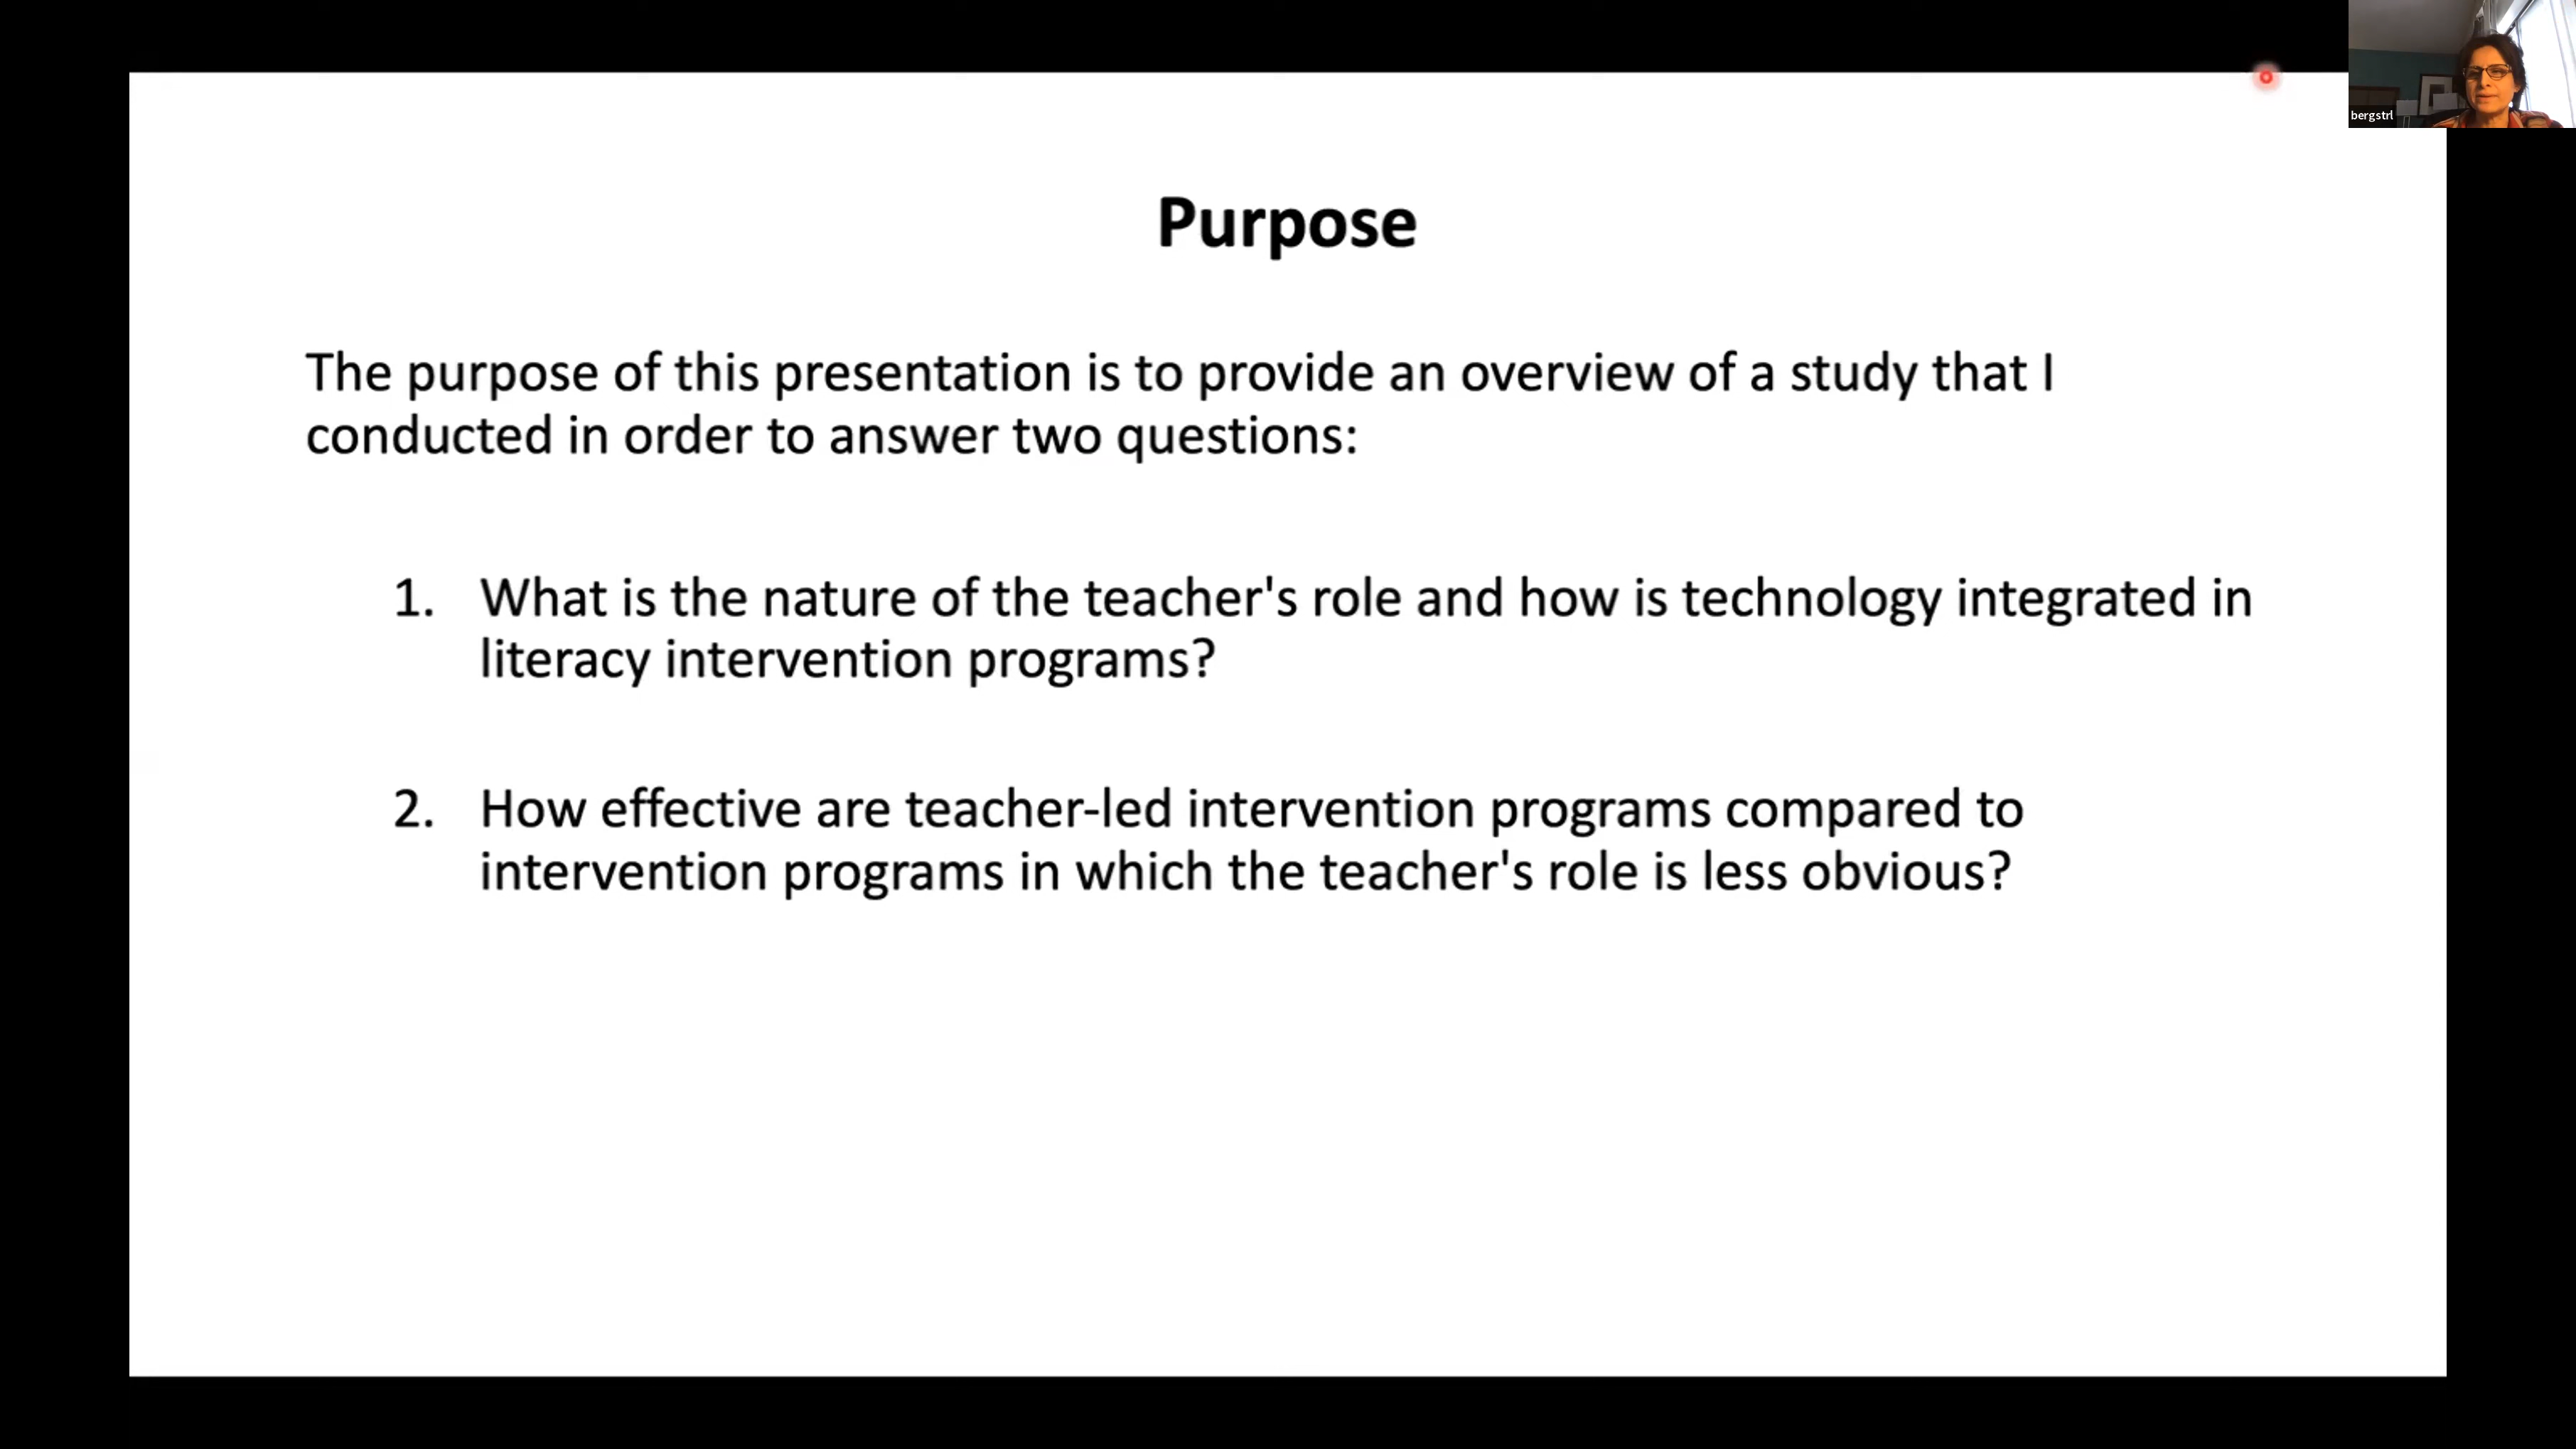 bergstrl
Purpose
The purpose of this presentation is to provide an overview of a study that I
conducted in order to answer two questions:
1. What is the nature of the teacher's role and how is technology integrated in
literacy intervention programs?
2. How effective are teacher-led intervention programs compared to
intervention programs in which the teacher's role is less obvious?